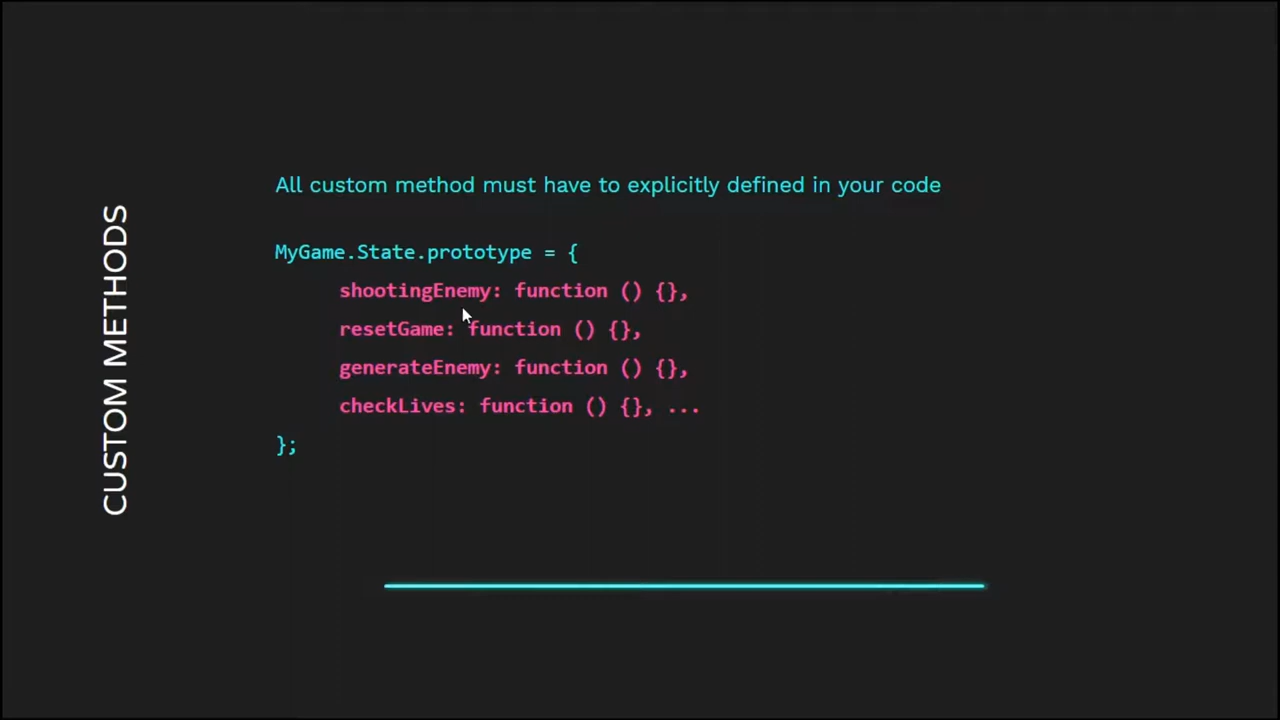 CUSTOM METHODS
All custom method must have to explicitly defined in your code
MyGame.State.prototype = {
shootingEnemy: function () {},
resetGame: function () {},
generateEnemy: function () {},
checkLives: function () {}, ...
};